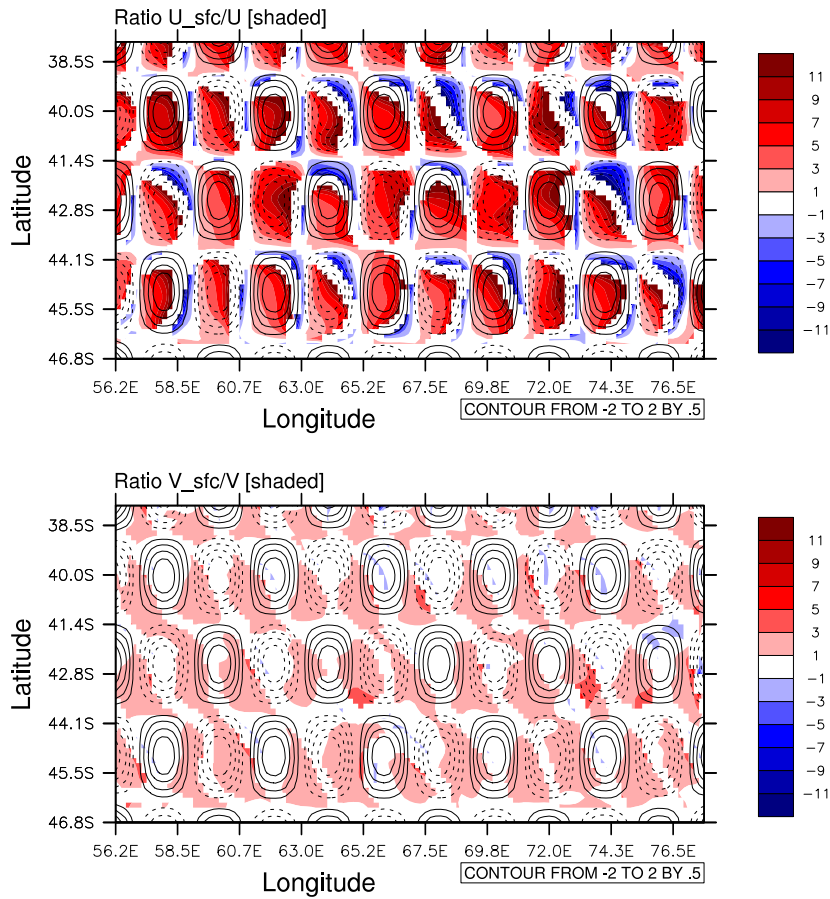 Ratio U_sfc/U [shaded]
38.5S
40.0S
41.4S
42.8S
44.1S
45.5S
46.8S
Latitude
56.2E 58.5E 60.7E 63.0E 65.2E 67.5E 69.8E 72.0E 74.3E 76.5E
Longitude
CONTOUR FROM -2 TO 2 BY .5
11
9
7
5
3
1
-1
-3
-5
-7
-9
-11
Ratio V_sfc/V [shaded]
38.5S
40.0S
41.4S
42.8S
44.1S
45.5S
46.8S
Latitude
56.2E 58.5E 60.7E 63.0E 65.2E 67.5E 69.8E 72.0E 74.3E 76.5E
Longitude
CONTOUR FROM -2 TO 2 BY .5
11
9
7
5
3
1
-1
-3
-5
-7
-9
-11